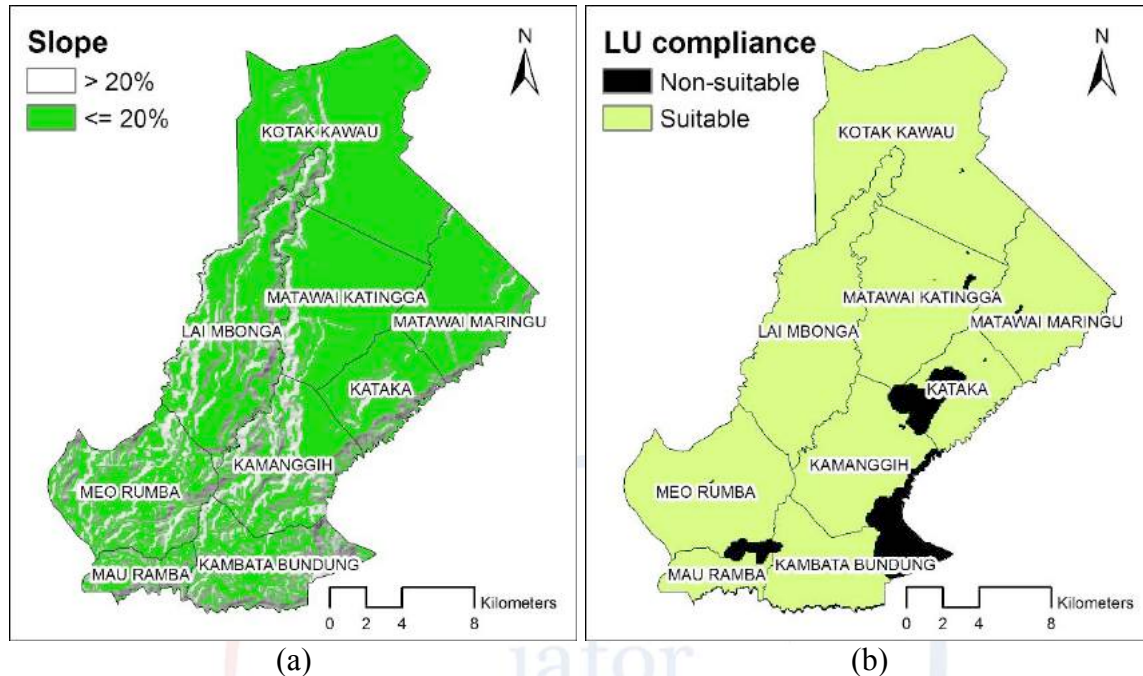 Slope
> 20%
<= 20%
N
KOTAK KAWAU
MATAWAI KATINGGA
MATAWAI MARINGU
LAI MBONGA
KATAKA
KAMANGGIH
MEO RUMBA
KAMBATA BUNDUNG
MAU RAMBA
Kilometers
0 2 4 8
(a)
LU compliance
Non-suitable
Suitable
N
KOTAK KAWAU
MATAWAI KATINGGA
MATAWAI MARINGU
LAI MBONGA
KATAKA
KAMANGGIH
MEO RUMBA
KAMBATA BUNDUNG
MAU RAMBA
Kilometers
0 2 4 8
(b)